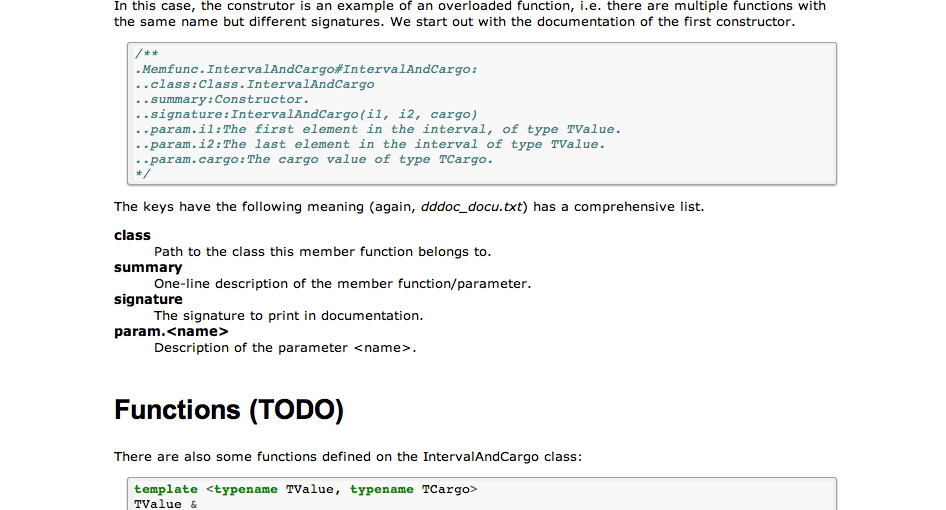 In this case, the construtor is an example of an overloaded function, i.e. there are multiple functions with
the same name but different signatures. We start out with the documentation of the first constructor.
/**
.Memfunc.IntervalAndCargo#IntervalAndCargo:
..class:Class.IntervalAndCargo
..summary:Constructor.
..signature:IntervalAndCargo(i1, i2, cargo)
..param.i1:The first element in the interval, of type TValue.
..param.i2:The last element in the interval of type TValue.
..param.cargo:The cargo value of type TCargo.
*/
The keys have the following meaning (again, dddoc_docu.txt) has a comprehensive list.
class
Path to the class this member function belongs to.
summary
One-line description of the member function/parameter.
signature
The signature to print in documentation.
param.<name>
Description of the parameter <name>.
Functions (TODO)
There are also some functions defined on the IntervalAndCargo class:
template <typename TValue, typename TCargo>
TValue &